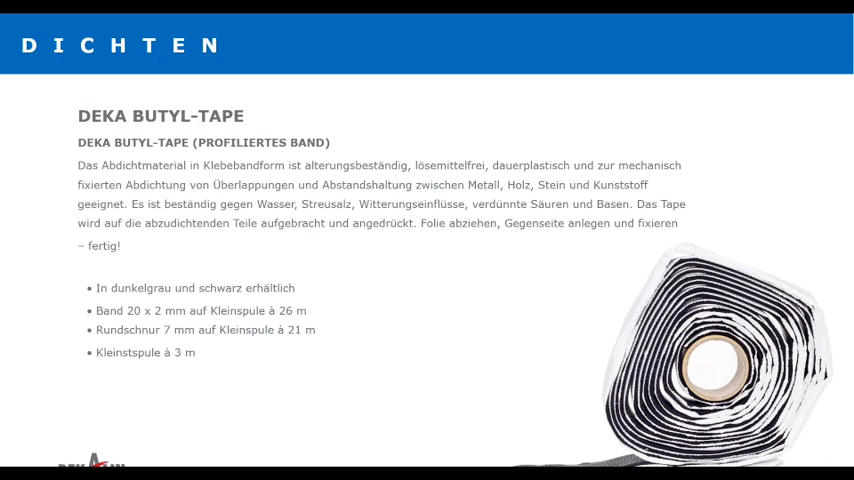 DICHTEN
DEKA BUTYL-TAPE
DEKA BUTYL-TAPE (PROFILIERTES BAND)
Das Abdichtmaterial in Klebebandform ist alterungsbeständig, lösemittelfrei, dauerplastisch und zur mechanisch
fixierten Abdichtung von Überlappungen und Abstandshaltung zwischen Metall, Holz, Stein und Kunststoff
geeignet. Es ist beständig gegen Wasser, Streusalz, Witterungseinflüsse, verdünnte Säuren und Basen. Das Tape
wird auf die abzudichtenden Teile aufgebracht und angedrückt. Folie abziehen, Gegenseite anlegen und fixieren
– fertig!
• In dunkelgrau und schwarz erhältlich
• Band 20 x 2 mm auf Kleinspule à 26 m
• Rundschnur 7 mm auf Kleinspule à 21 m
• Kleinstspule à 3 m